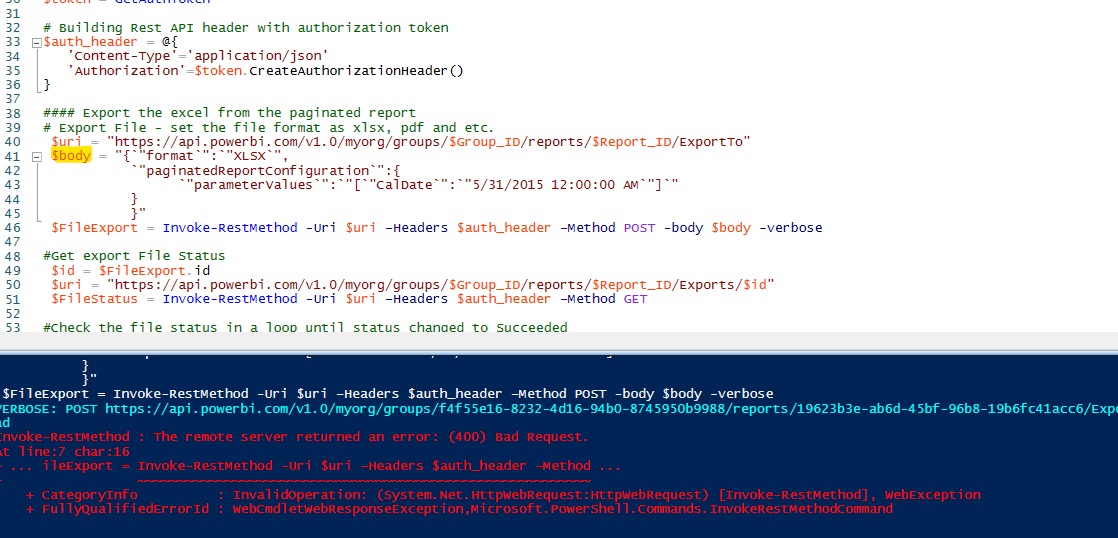 30 $token = GetAuthToken
31
32 # Building Rest API header with authorization token
33 $auth_header = @{
34 'Content-Type'='application/json'
35 'Authorization'=$token.CreateAuthorizationHeader()
36 }
37
38 #### Export the excel from the paginated report
39 # Export File - set the file format as xlsx, pdf and etc.
40 $uri = "https://api.powerbi.com/v1.0/myorg/groups/$Group_ID/reports/$Report_ID/ExportTo"
41 $body = "{`"format`":`"XLSX`",
42 `"paginatedReportConfiguration`":{
43 `"parameterValues`":`"[`"CalDate`":`"5/31/2015 12:00:00 AM`"]`"
44 }
45 }"
46 $FileExport = Invoke-RestMethod –Uri $uri –Headers $auth_header –Method POST -body $body -verbose
47
48 #Get export File Status
49 $id = $FileExport.id
50 $uri = "https://api.powerbi.com/v1.0/myorg/groups/$Group_ID/reports/$Report_ID/Exports/$id"
51 $FileStatus = Invoke-RestMethod –Uri $uri –Headers $auth_header –Method GET
52
53 #Check the file status in a loop until status changed to Succeeded
}
}"
$FileExport = Invoke-RestMethod –Uri $uri –Headers $auth_header –Method POST -body $body -verbose
VERBOSE: POST https://api.powerbi.com/v1.0/myorg/groups/f4f55e16-8232-4d16-94b0-8745950b9988/reports/19623b3e-ab6d-45bf-96b8-19b6fc41acc6/Expo
ad
Invoke-RestMethod : The remote server returned an error: (400) Bad Request.
At line:7 char:16
+ ... ileExport = Invoke-RestMethod –Uri $uri –Headers $auth_header –Method ...
+ ~~~~~~~~~~~~~~~~~~~~~~~~~~~~~~~~~~~~~~~~~~~~~~~~~~~~~~~~~
+ CategoryInfo : InvalidOperation: (System.Net.HttpWebRequest:HttpWebRequest) [Invoke-RestMethod], WebException
+ FullyQualifiedErrorId : WebCmdletWebResponseException,Microsoft.PowerShell.Commands.InvokeRestMethodCommand